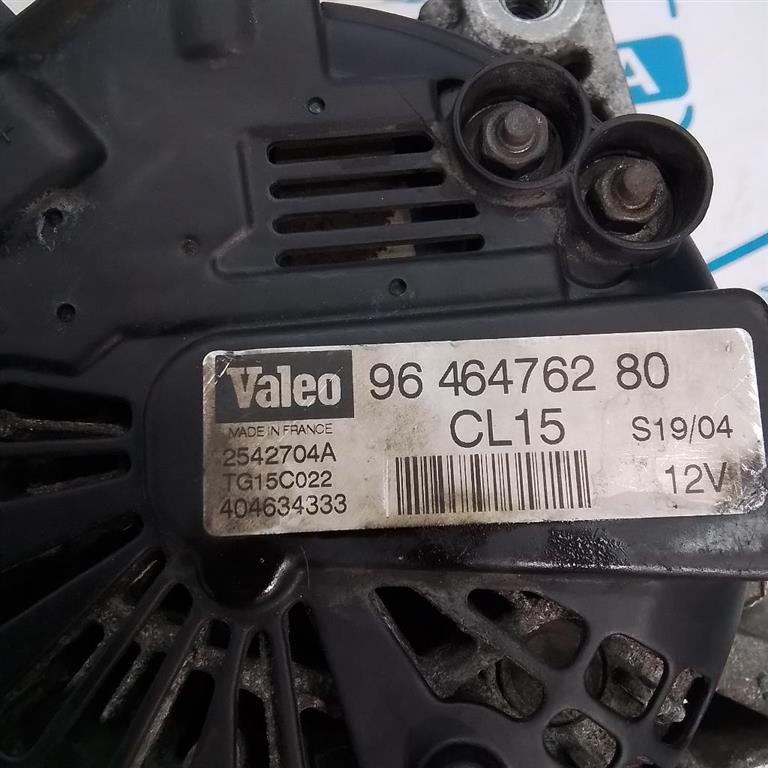 Valeo 96 464762 80
MADE IN FRANCE CL15 S19/04
2542704A
TG15C022 12V
404634333
A